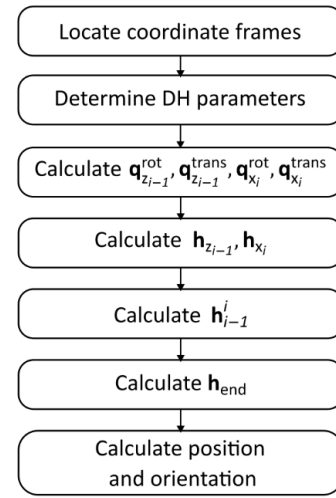 Locate coordinate frames
Determine DH parameters
Calculate q^rot_{z_{i−1}}, q^trans_{z_{i−1}}, q^rot_{x_i}, q^trans_{x_i}
Calculate h_{z_{i−1}}, h_{x_i}
Calculate h^i_{i−1}
Calculate h_end
Calculate position
and orientation